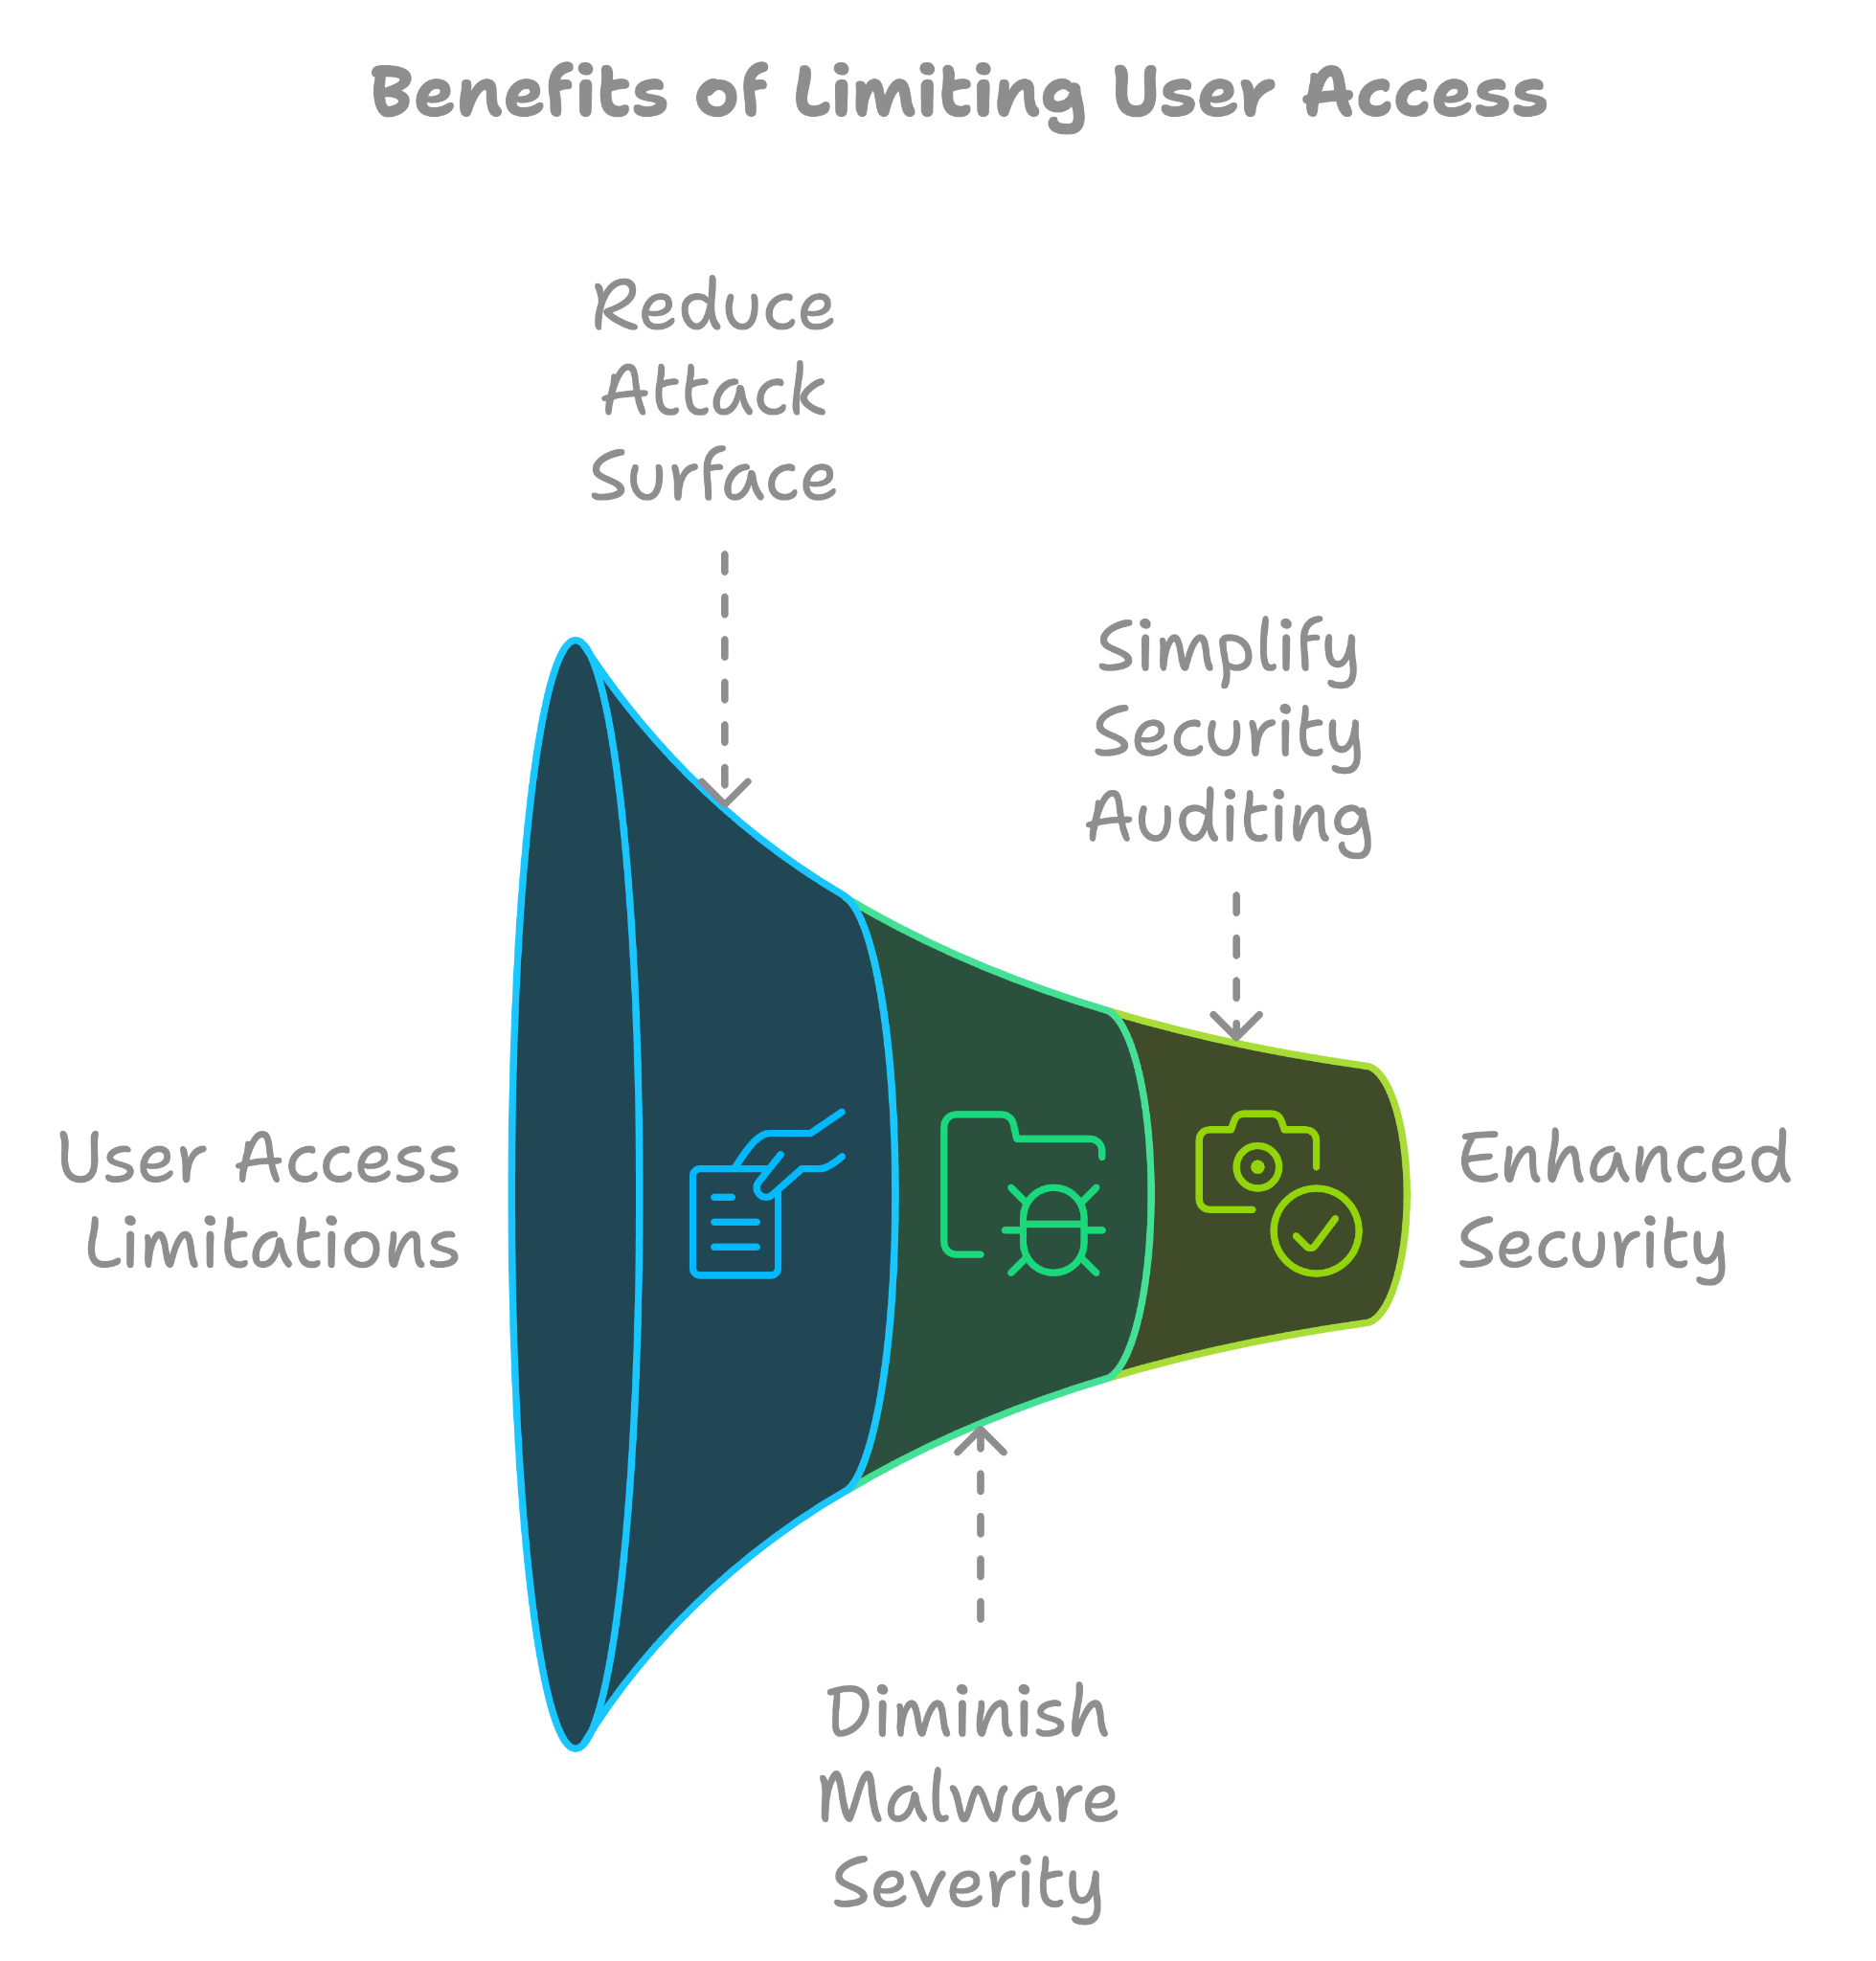 Benefits of Limiting User Access
Reduce
Attack
Surface
Simplify
Security
Auditing
User Access
Limitations
Enhanced
Security
Diminish
Malware
Severity